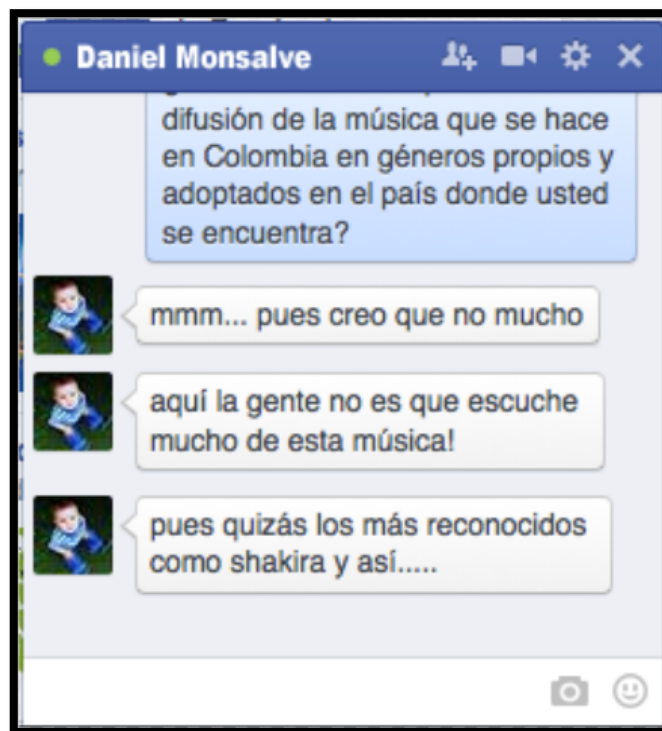 Daniel Monsalve
difusión de la música que se hace
en Colombia en géneros propios y
adoptados en el país donde usted
se encuentra?
mmm... pues creo que no mucho
aquí la gente no es que escuche
mucho de esta música!
pues quizás los más reconocidos
como shakira y así.....